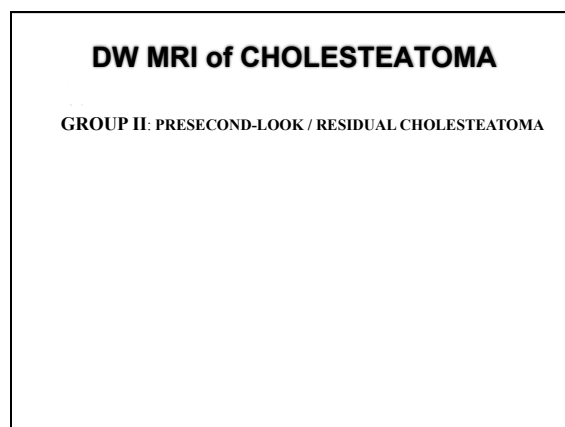 DW MRI of CHOLESTEATOMA
GROUP II: PRESECOND-LOOK / RESIDUAL CHOLESTEATOMA